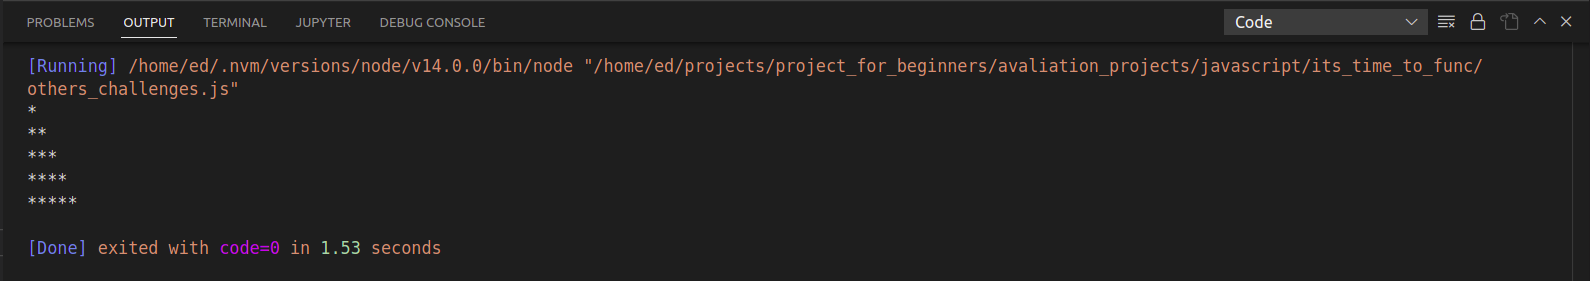 PROBLEMS OUTPUT TERMINAL JUPYTER DEBUG CONSOLE Code
[Running] /home/ed/.nvm/versions/node/v14.0.0/bin/node "/home/ed/projects/project_for_beginners/avaliation_projects/javascript/its_time_to_func/
others_challenges.js"
*
**
***
****
*****
[Done] exited with code=0 in 1.53 seconds